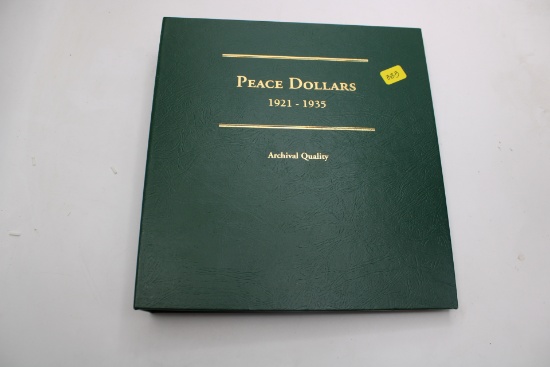 PEACE DOLLARS
1921 - 1935
Archival Quality